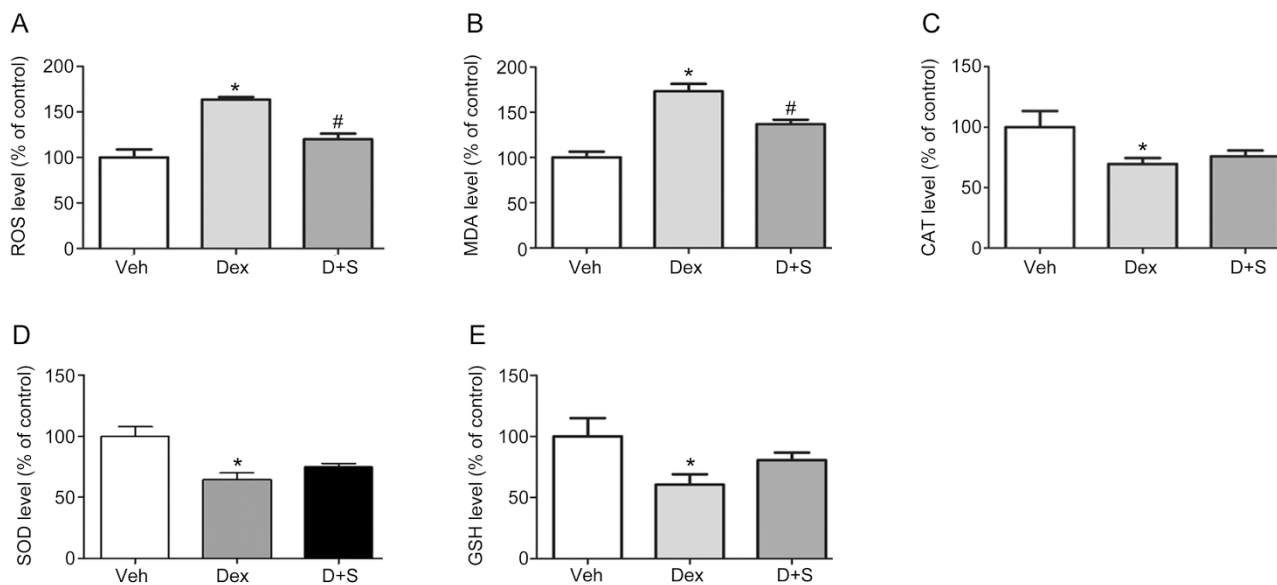 A
ROS level (% of control)
200
150
100
50
0
*
#
Veh Dex D+S
B
MDA level (% of control)
200
150
100
50
0
*
#
Veh Dex D+S
C
CAT level (% of control)
150
100
50
0
*
Veh Dex D+S
D
SOD level (% of control)
150
100
50
0
*
Veh Dex D+S
E
GSH level (% of control)
150
100
50
0
*
Veh Dex D+S